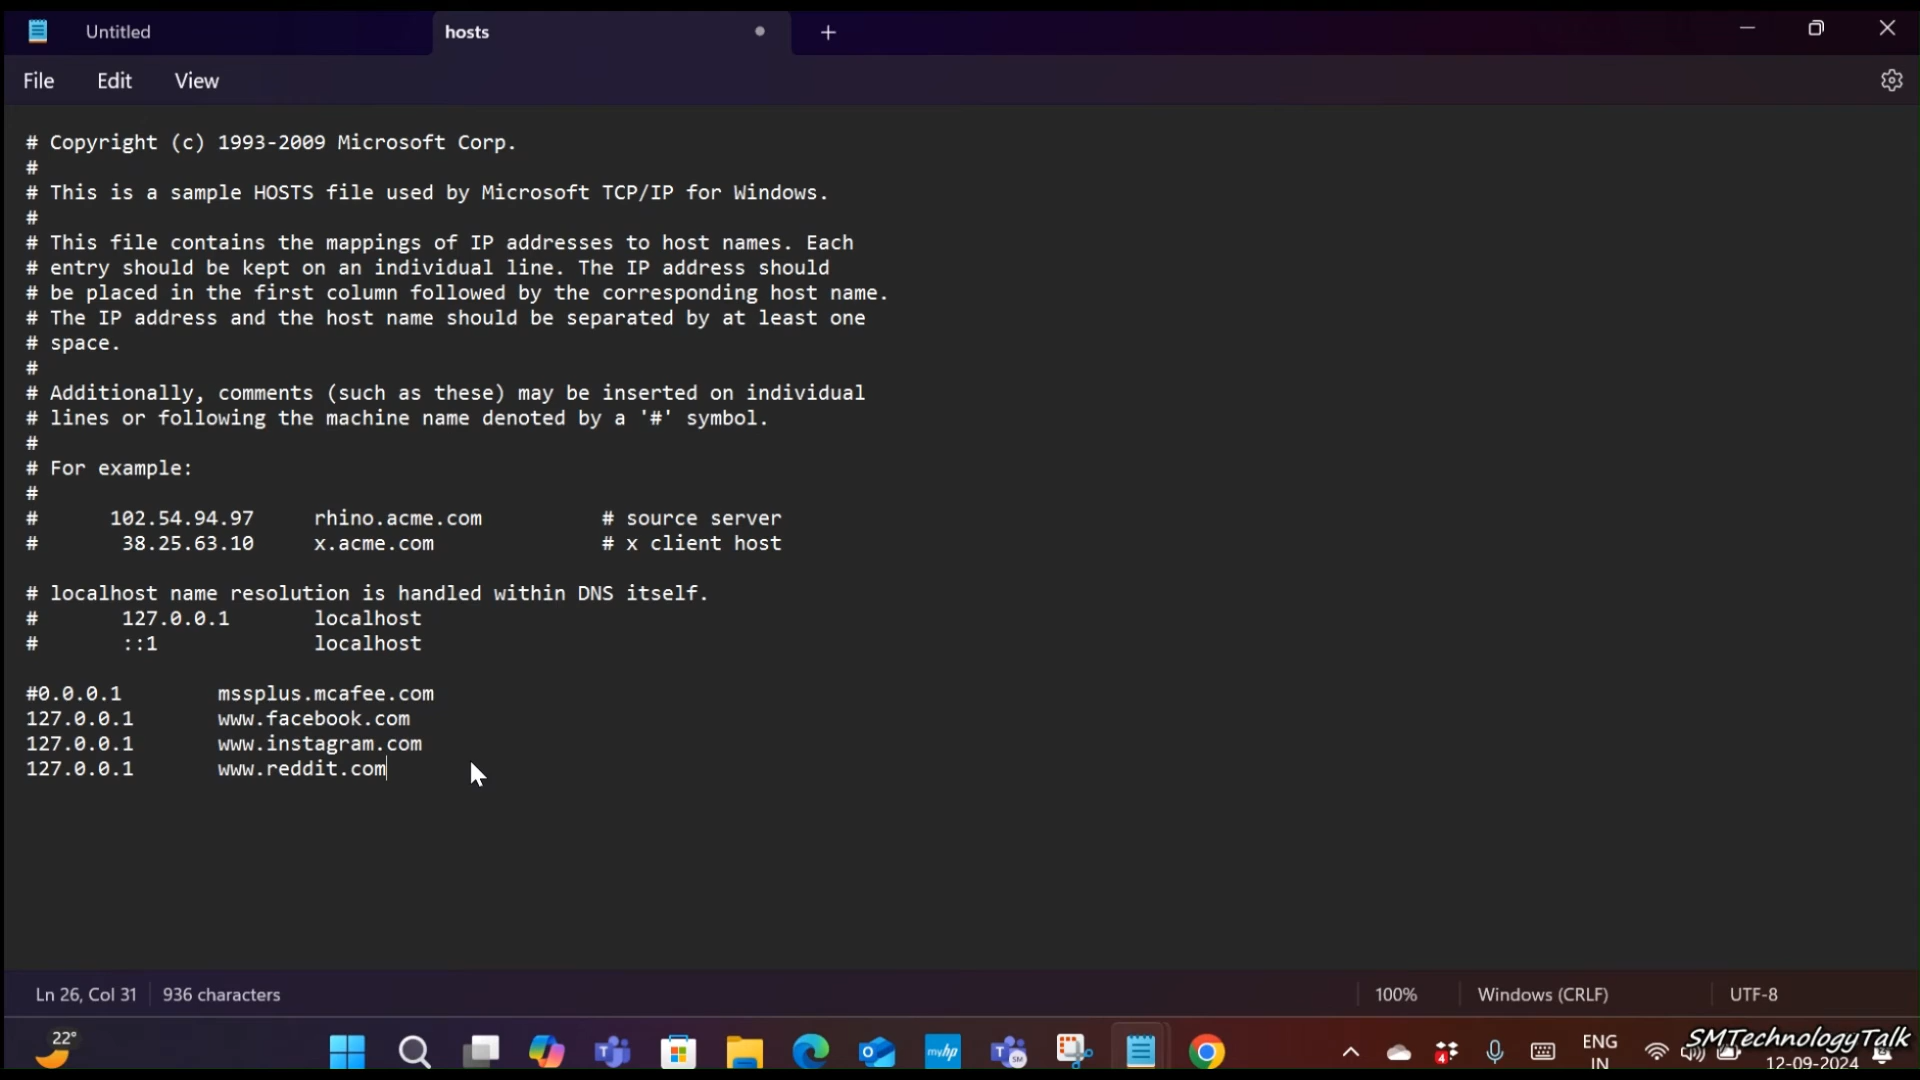 Untitled
hosts
File Edit View
# Copyright (c) 1993-2009 Microsoft Corp.
#
# This is a sample HOSTS file used by Microsoft TCP/IP for Windows.
#
# This file contains the mappings of IP addresses to host names. Each
# entry should be kept on an individual line. The IP address should
# be placed in the first column followed by the corresponding host name.
# The IP address and the host name should be separated by at least one
# space.
#
# Additionally, comments (such as these) may be inserted on individual
# lines or following the machine name denoted by a '#' symbol.
#
# For example:
#
#      102.54.94.97     rhino.acme.com          # source server
#       38.25.63.10     x.acme.com              # x client host
# localhost name resolution is handled within DNS itself.
#       127.0.0.1       localhost
#       ::1             localhost
#0.0.0.1        mssplus.mcafee.com
127.0.0.1       www.facebook.com
127.0.0.1       www.instagram.com
127.0.0.1       www.reddit.com
Ln 26, Col 31 936 characters 100% Windows (CRLF) UTF-8
22°
myhp
SM
4
ENG
IN
SMTechnologyTalk
12-09-2024